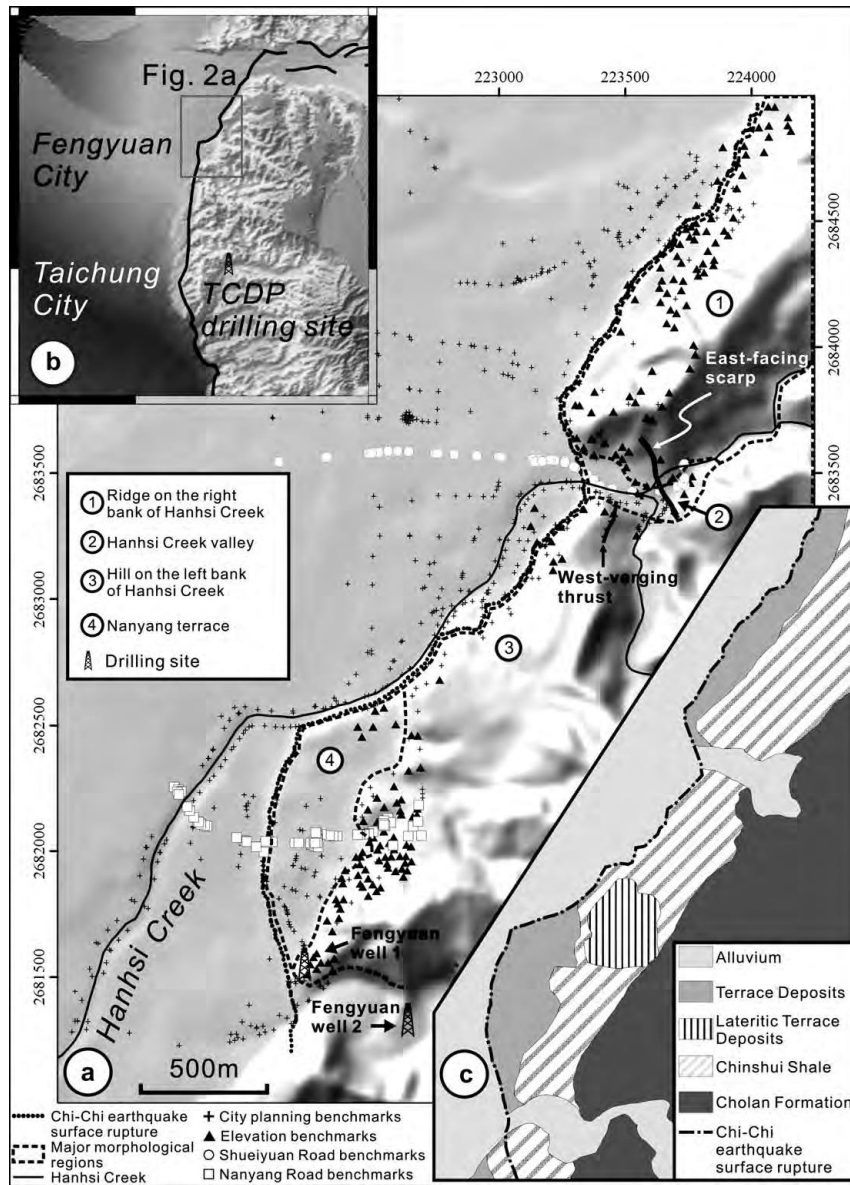 Fig. 2a
Fengyuan
City
Taichung
City
TCDP
drilling site
b
223000
223500
224000
2684500
2684000
2683500
2683000
2682500
2682000
2681500
1
East-facing
scarp
2
West-verging
thrust
3
4
1 Ridge on the right
bank of Hanhsi Creek
2 Hanhsi Creek valley
3 Hill on the left bank
of Hanhsi Creek
4 Nanyang terrace
Drilling site
Hanhsi Creek
Fengyuan
well 1
Fengyuan
well 2
a
500m
Chi-Chi earthquake
surface rupture
Major morphological
regions
Hanhsi Creek
City planning benchmarks
Elevation benchmarks
Shueiyuan Road benchmarks
Nanyang Road benchmarks
c
Alluvium
Terrace Deposits
Lateritic Terrace
Deposits
Chinshui Shale
Cholan Formation
Chi-Chi
earthquake
surface rupture